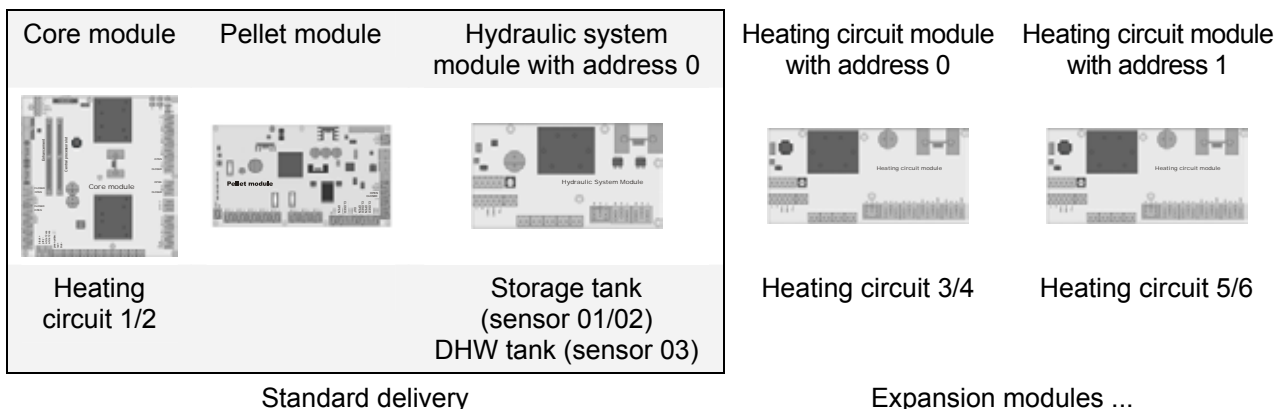 Core module
Pellet module
Hydraulic system
module with address 0
Heating circuit module
with address 0
Heating circuit module
with address 1
Core module
Pellet module
Hydraulic System Module
Heating circuit module
Heating circuit module
Heating
circuit 1/2
Storage tank
(sensor 01/02)
DHW tank (sensor 03)
Heating circuit 3/4
Heating circuit 5/6
Standard delivery
Expansion modules ...